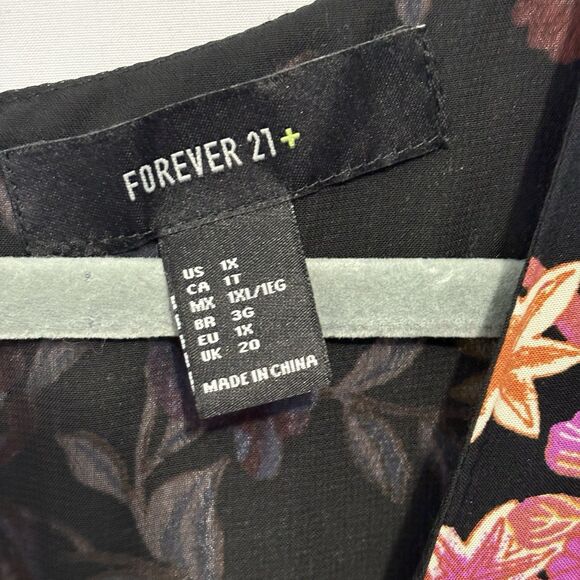 FOREVER 21+
US 1X
CA 1T
MX 1XL/1EG
BR 3G
EU 1X
UK 20
MADE IN CHINA